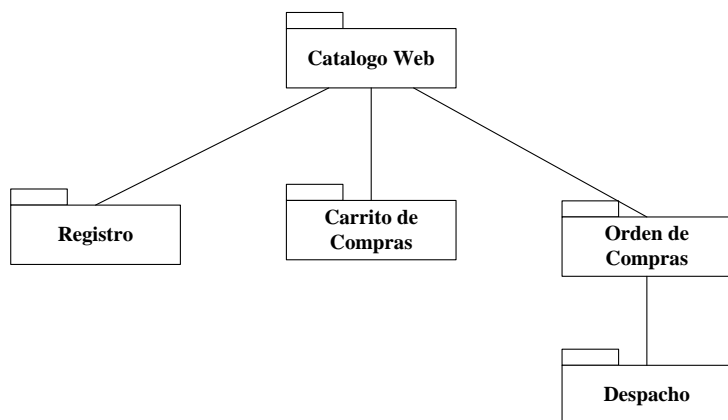 Catalogo Web
Registro
Carrito de
Compras
Orden de
Compras
Despacho